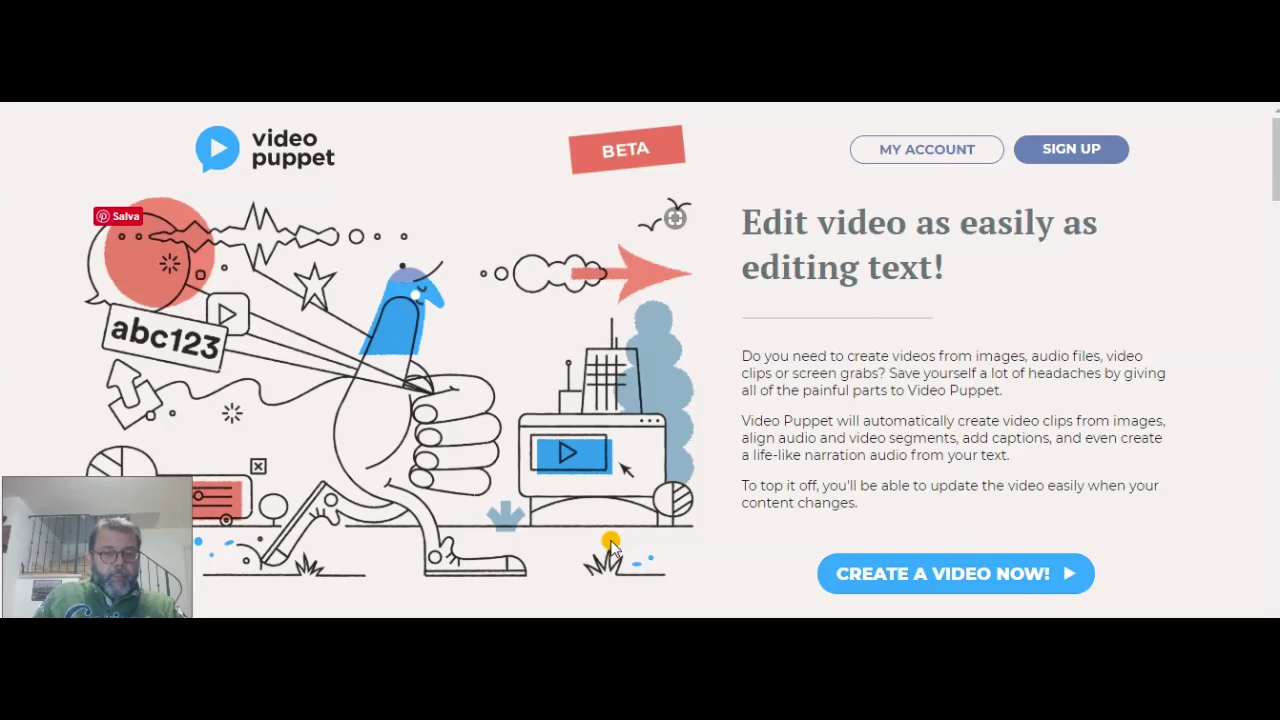 video
puppet
BETA
MY ACCOUNT
SIGN UP
Salva
abc123
Edit video as easily as
editing text!
Do you need to create videos from images, audio files, video
clips or screen grabs? Save yourself a lot of headaches by giving
all of the painful parts to Video Puppet.
Video Puppet will automatically create video clips from images,
align audio and video segments, add captions, and even create
a life-like narration audio from your text.
To top it off, you'll be able to update the video easily when your
content changes.
CREATE A VIDEO NOW!